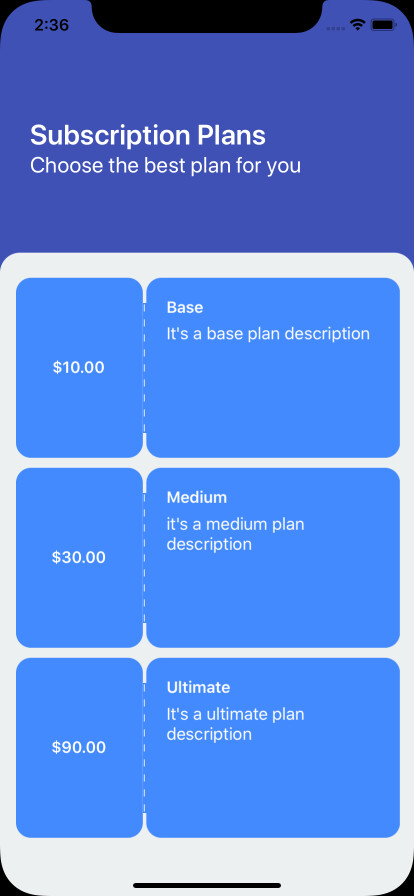 2:36
Subscription Plans
Choose the best plan for you
Base
It's a base plan description
$10.00
Medium
it's a medium plan
description
$30.00
Ultimate
It's a ultimate plan
description
$90.00